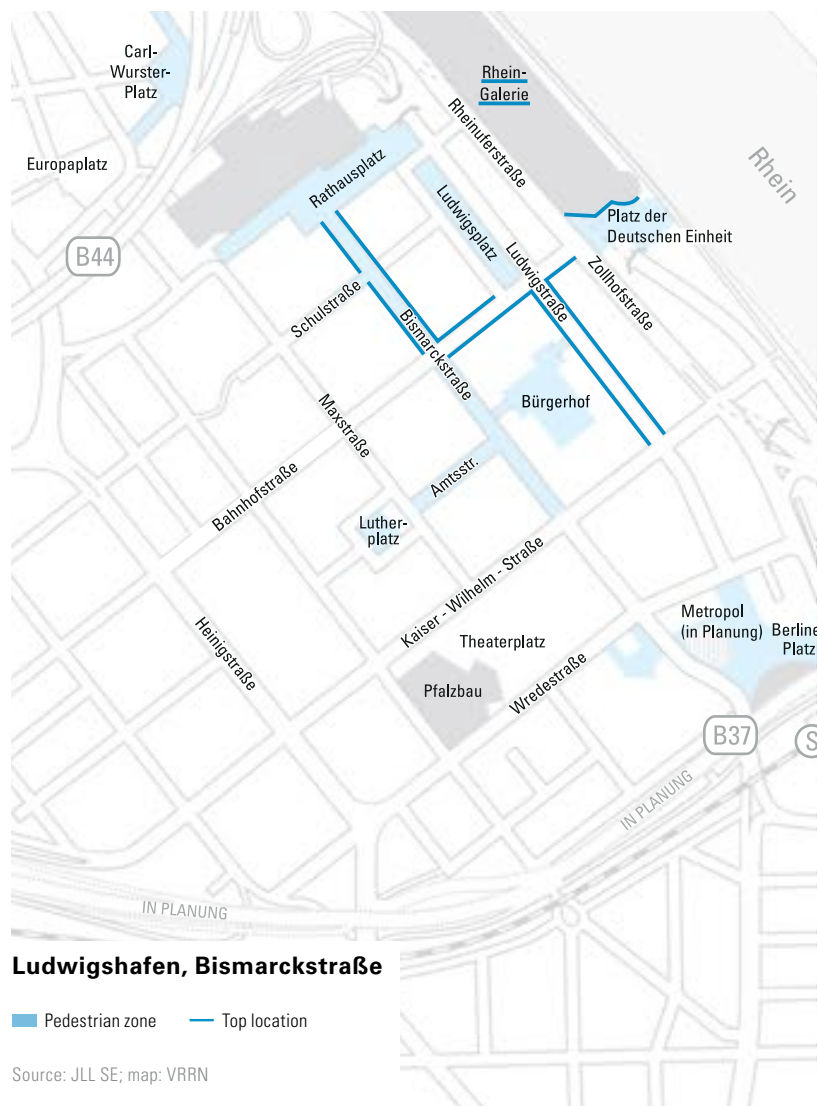 Carl-
Wurster-
Platz
Rhein-
Galerie
Rheinuferstraße
Rhein
Europaplatz
Rathausplatz
Ludwigsplatz
Platz der
Deutschen Einheit
B44
Ludwigstraße
Zollhofstraße
Schulstraße
Bismarckstraße
Bürgerhof
Maxstraße
Amtsstr.
Bahnhofstraße
Luther-
platz
Kaiser - Wilhelm - Straße
Heinigstraße
Metropol
(in Planung)
Berline
Platz
Theaterplatz
Pfalzbau
Wredestraße
B37
S
IN PLANUNG
IN PLANUNG
Ludwigshafen, Bismarckstraße
Pedestrian zone
Top location
Source: JLL SE; map: VRRN